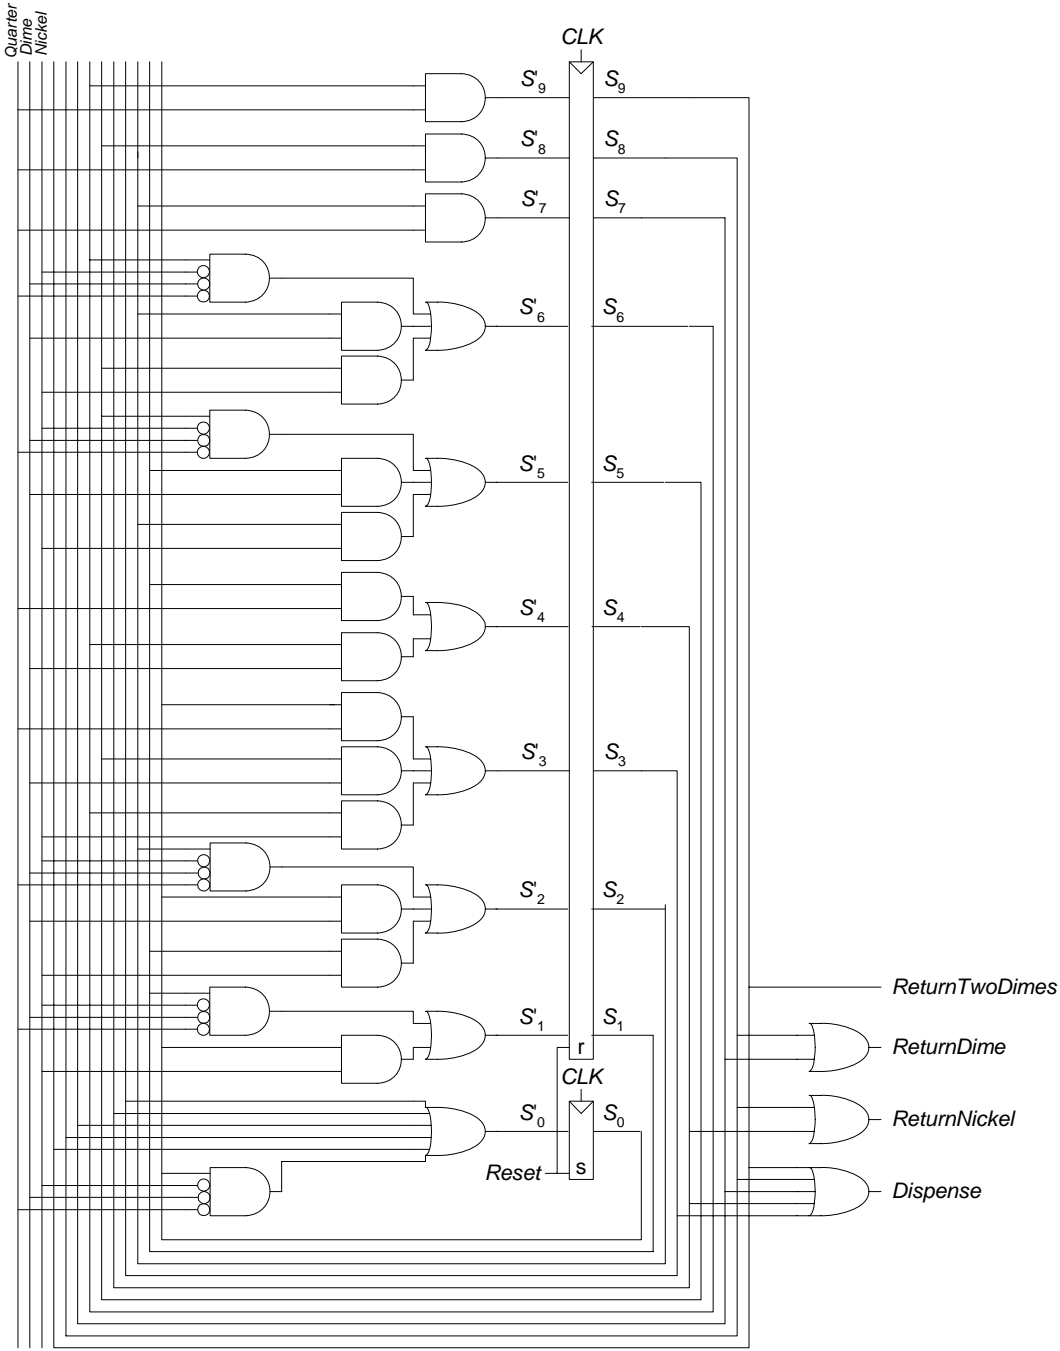 Quarter
Dime
Nickel
CLK
S'9 S9
S'8 S8
S'7 S7
S'6 S6
S'5 S5
S'4 S4
S'3 S3
S'2 S2
ReturnTwoDimes
S'1 S1
r
ReturnDime
CLK
S'0 S0
ReturnNickel
Reset
s
Dispense